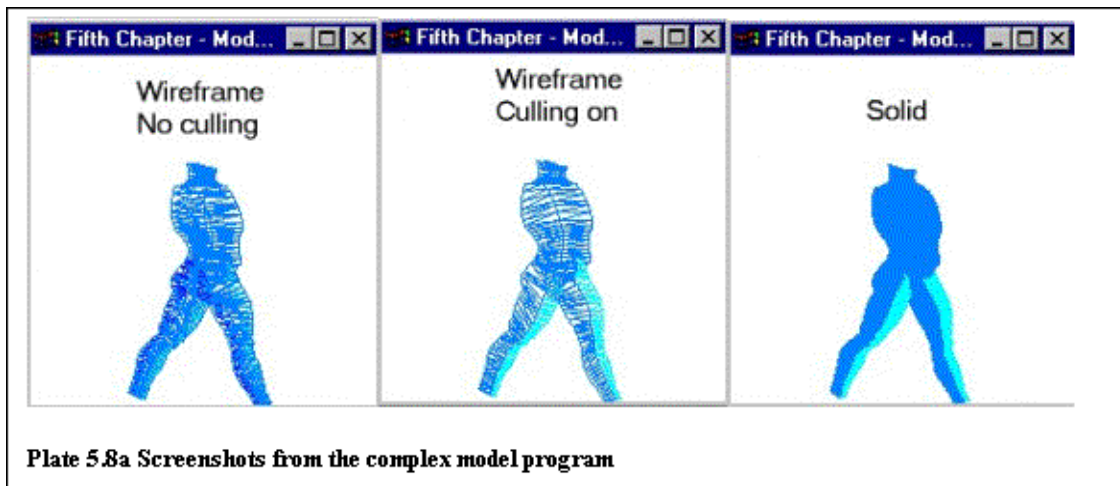 Fifth Chapter - Mod...
Wireframe
No culling
Fifth Chapter - Mod...
Wireframe
Culling on
Fifth Chapter - Mod...
Solid
Plate 5.8a Screenshots from the complex model program